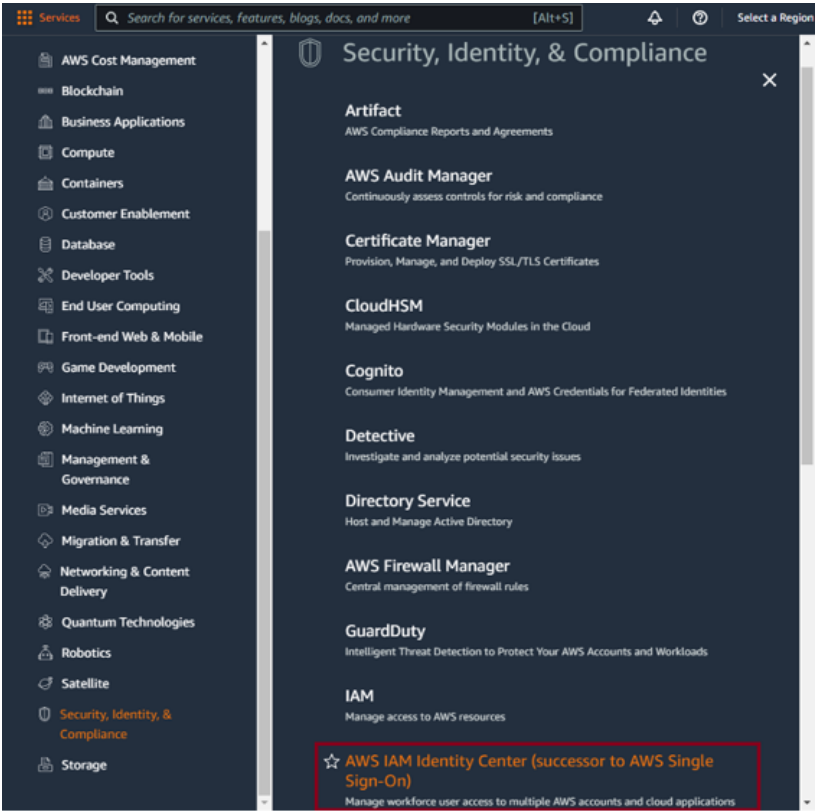 Services
Search for services, features, blogs, docs, and more
[Alt+S]
Select a Region
AWS Cost Management
Blockchain
Business Applications
Compute
Containers
Customer Enablement
Database
Developer Tools
End User Computing
Front-end Web & Mobile
Game Development
Internet of Things
Machine Learning
Management &
Governance
Media Services
Migration & Transfer
Networking & Content
Delivery
Quantum Technologies
Robotics
Satellite
Security, Identity, &
Compliance
Storage
Security, Identity, & Compliance
Artifact
AWS Compliance Reports and Agreements
AWS Audit Manager
Continuously assess controls for risk and compliance
Certificate Manager
Provision, Manage, and Deploy SSL/TLS Certificates
CloudHSM
Managed Hardware Security Modules in the Cloud
Cognito
Consumer Identity Management and AWS Credentials for Federated Identities
Detective
Investigate and analyze potential security issues
Directory Service
Host and Manage Active Directory
AWS Firewall Manager
Central management of firewall rules
GuardDuty
Intelligent Threat Detection to Protect Your AWS Accounts and Workloads
IAM
Manage access to AWS resources
AWS IAM Identity Center (successor to AWS Single
Sign-On)
Manage workforce user access to multiple AWS accounts and cloud applications